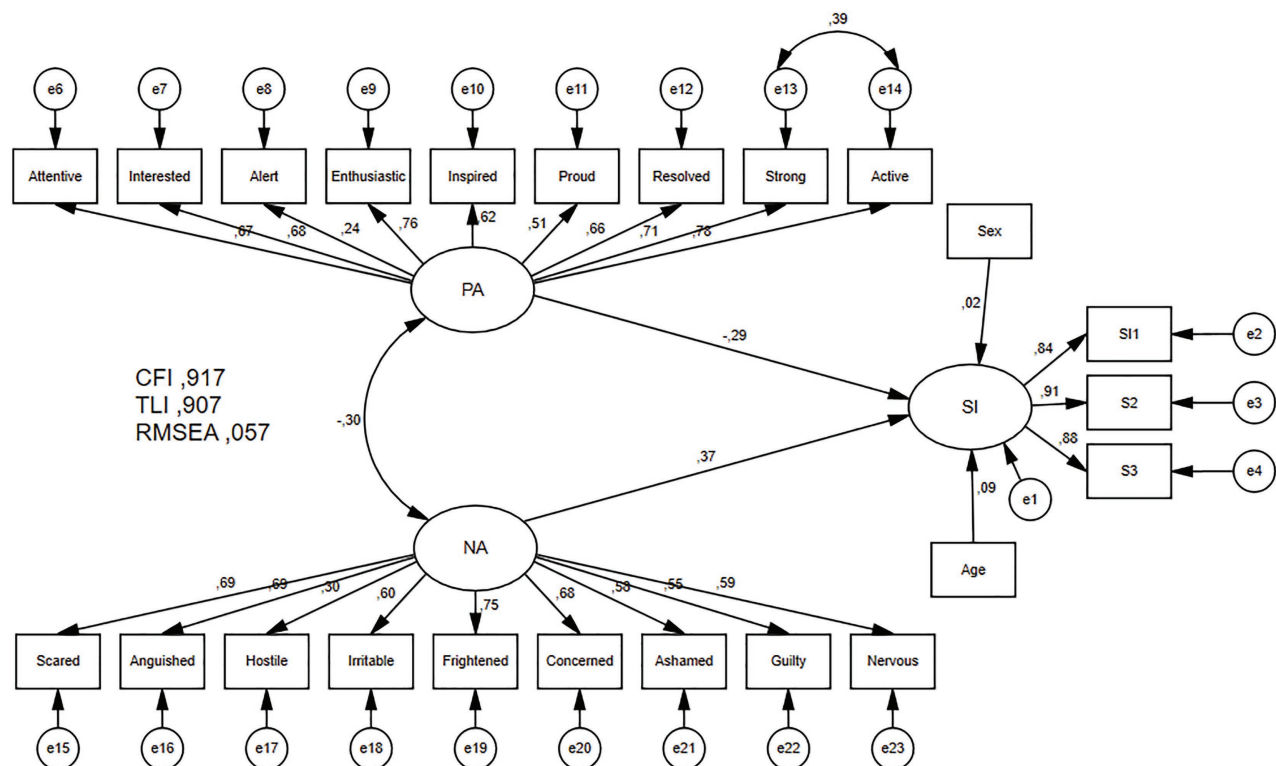 ,39
e6 e7 e8 e9 e10 e11 e12 e13 e14
Attentive Interested Alert Enthusiastic Inspired Proud Resolved Strong Active
,67 ,68 ,24 ,76 ,62 ,51 ,66 ,71 ,78
Sex
PA
,02
-,29
SI1 e2
,84
CFI ,917
TLI ,907
RMSEA ,057
-,30
SI
,91
S2 e3
,37
,88
S3 e4
,09
e1
NA
Age
,69 ,69 ,30 ,60 ,75 ,68 ,58 ,55 ,59
Scared Anguished Hostile Irritable Frightened Concerned Ashamed Guilty Nervous
e15 e16 e17 e18 e19 e20 e21 e22 e23